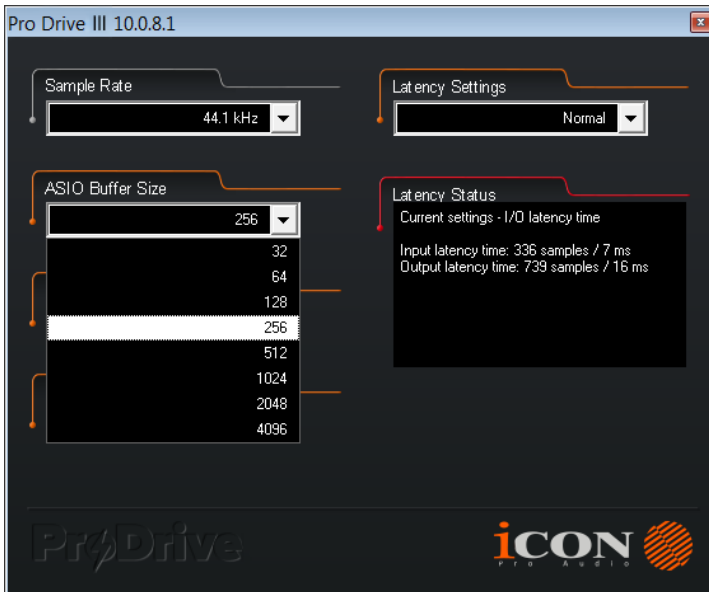 Pro Drive III 10.0.8.1
x
Sample Rate
44.1 kHz
Latency Settings
Normal
ASIO Buffer Size
256
32
64
128
256
512
1024
2048
4096
Latency Status
Current settings - I/O latency time
Input latency time: 336 samples / 7 ms
Output latency time: 739 samples / 16 ms
ProDrive
iCON
Pro Audio